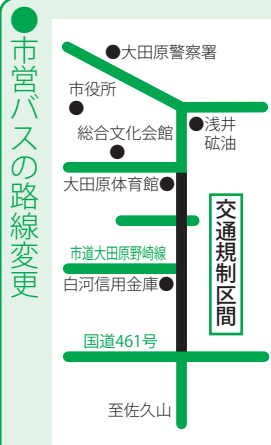 ●市営バスの路線変更
●大田原警察署
市役所
●
総合文化会館
●
●浅井
砿油
大田原体育館●
交通規制区間
市道大田原野崎線
白河信用金庫●
国道461号
至佐久山